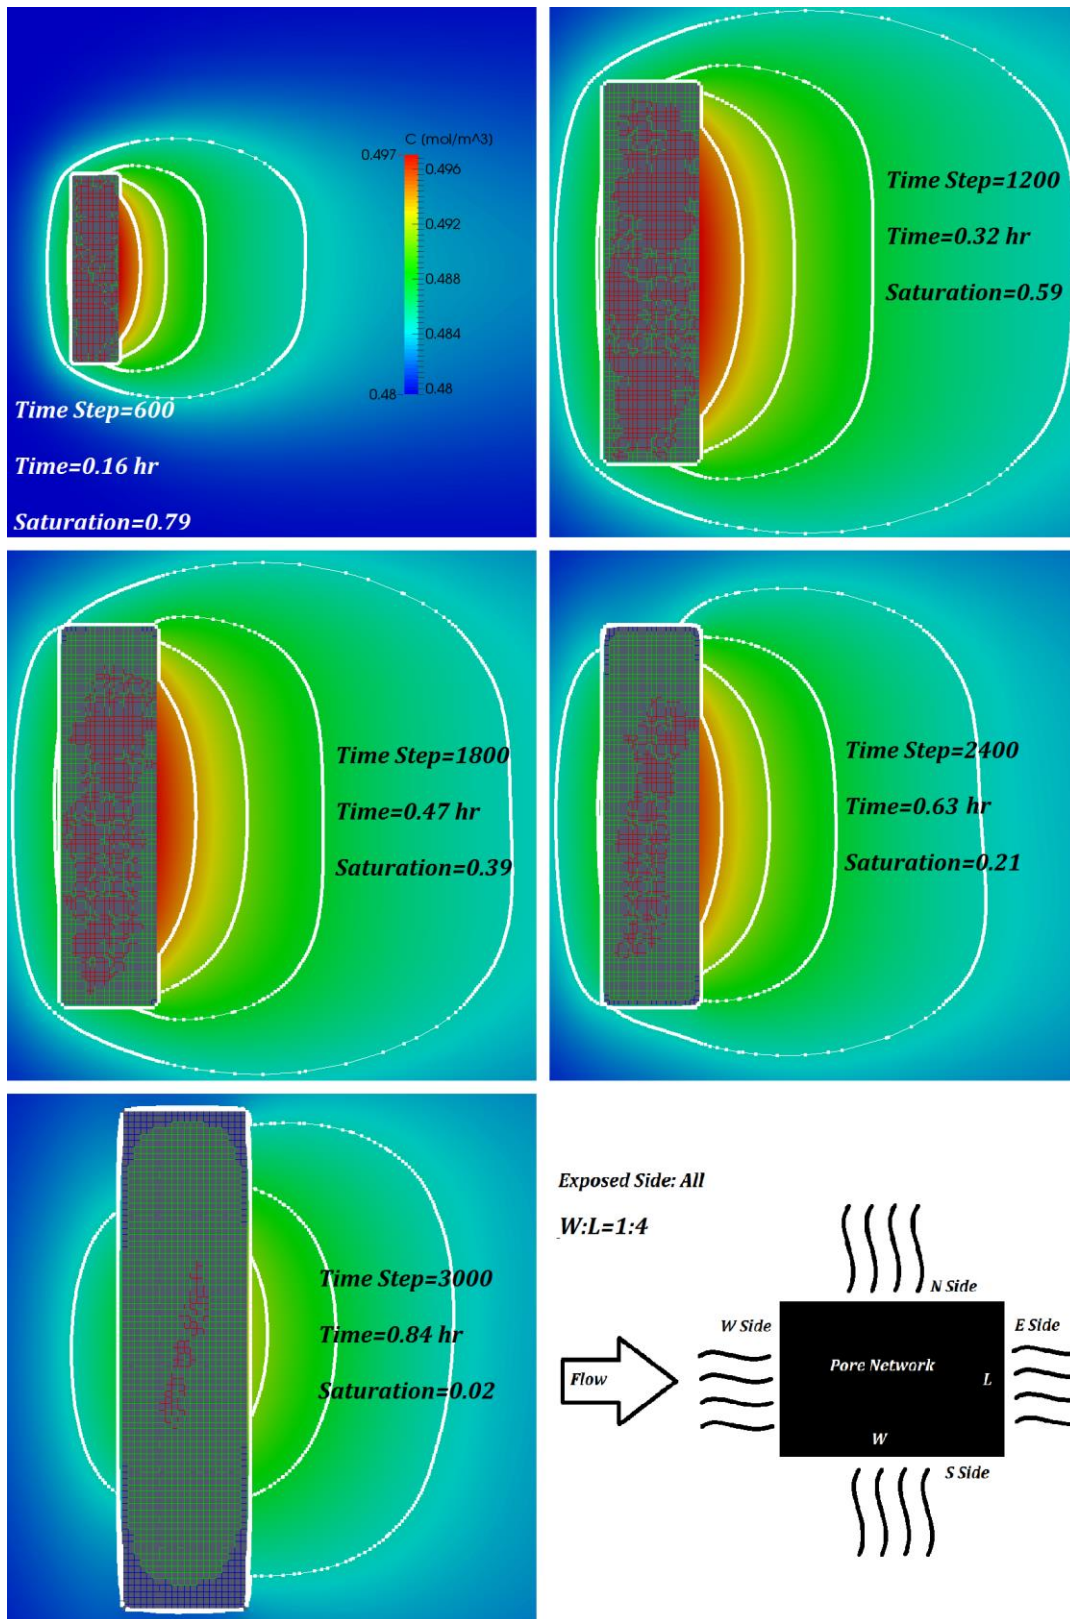 C (mol/m^3)
0.497
0.496
0.492
0.488
0.484
0.48
0.48
Time Step=600
Time=0.16 hr
Saturation=0.79
Time Step=1200
Time=0.32 hr
Saturation=0.59
Time Step=1800
Time=0.47 hr
Saturation=0.39
Time Step=2400
Time=0.63 hr
Saturation=0.21
Time Step=3000
Time=0.84 hr
Saturation=0.02
Exposed Side: All
W:L=1:4
N Side
W Side
E Side
Pore Network
Flow
L
W
S Side